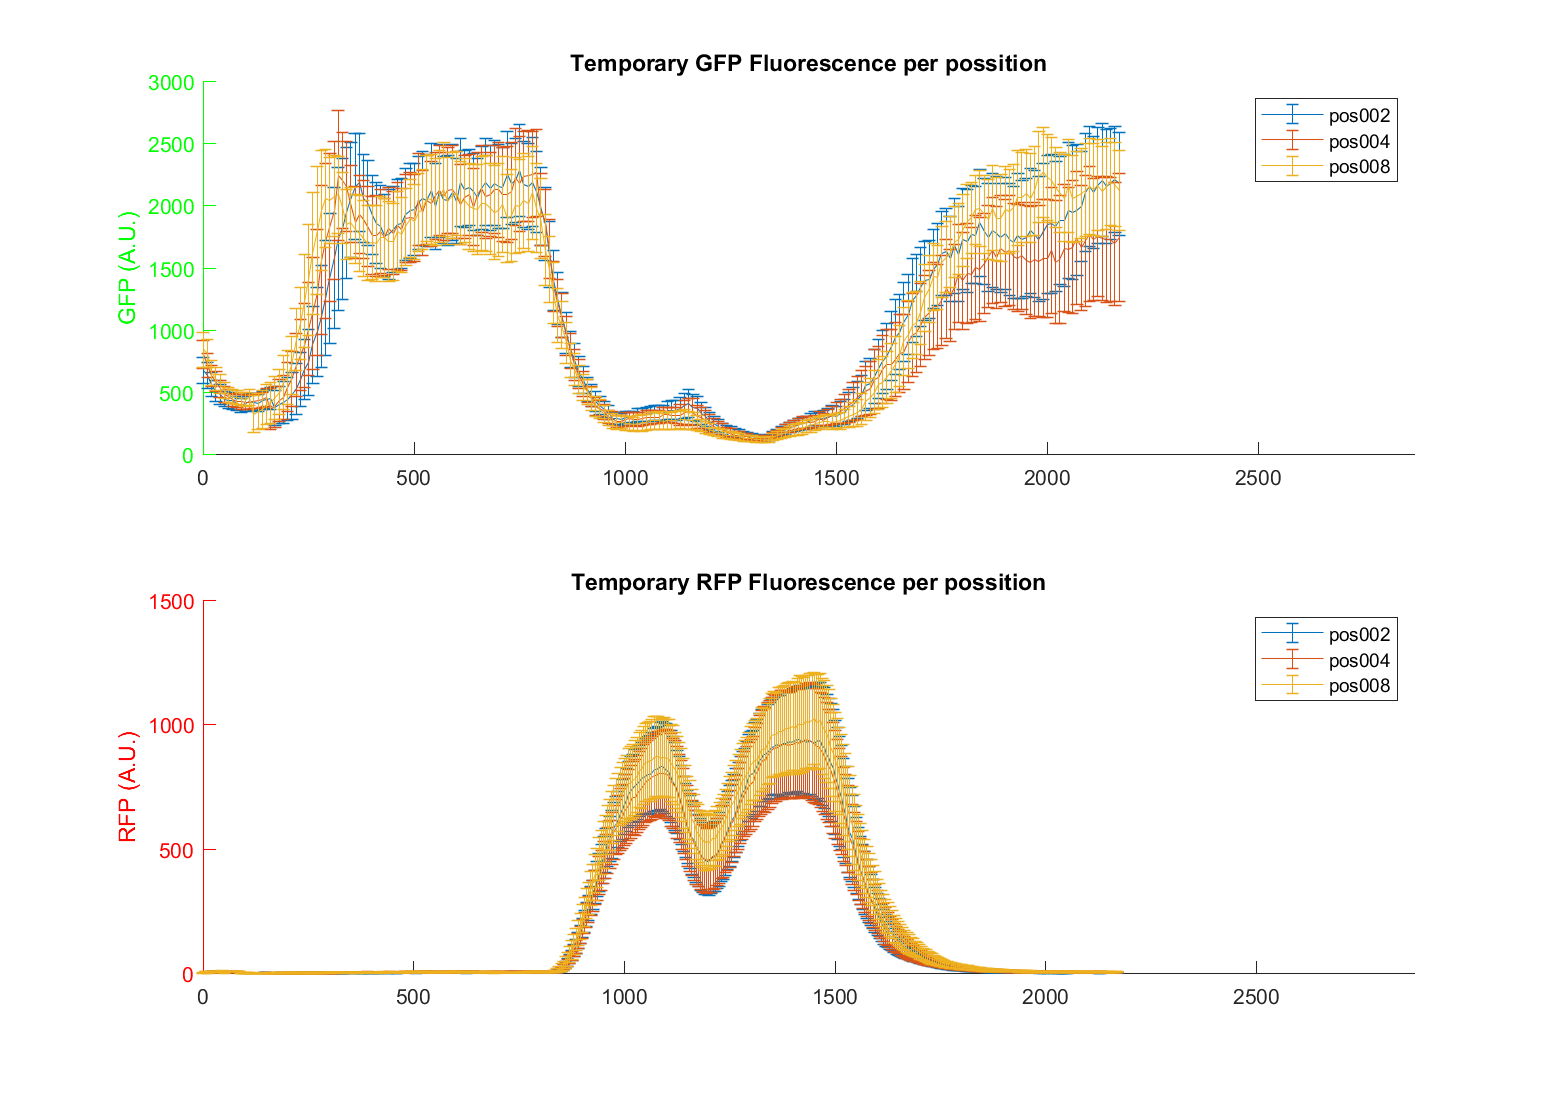 Temporary GFP Fluorescence per possition
3000
2500
2000
1500
1000
500
0
GFP (A.U.)
0 500 1000 1500 2000 2500
pos002
pos004
pos008
Temporary RFP Fluorescence per possition
1500
1000
500
0
RFP (A.U.)
0 500 1000 1500 2000 2500
pos002
pos004
pos008